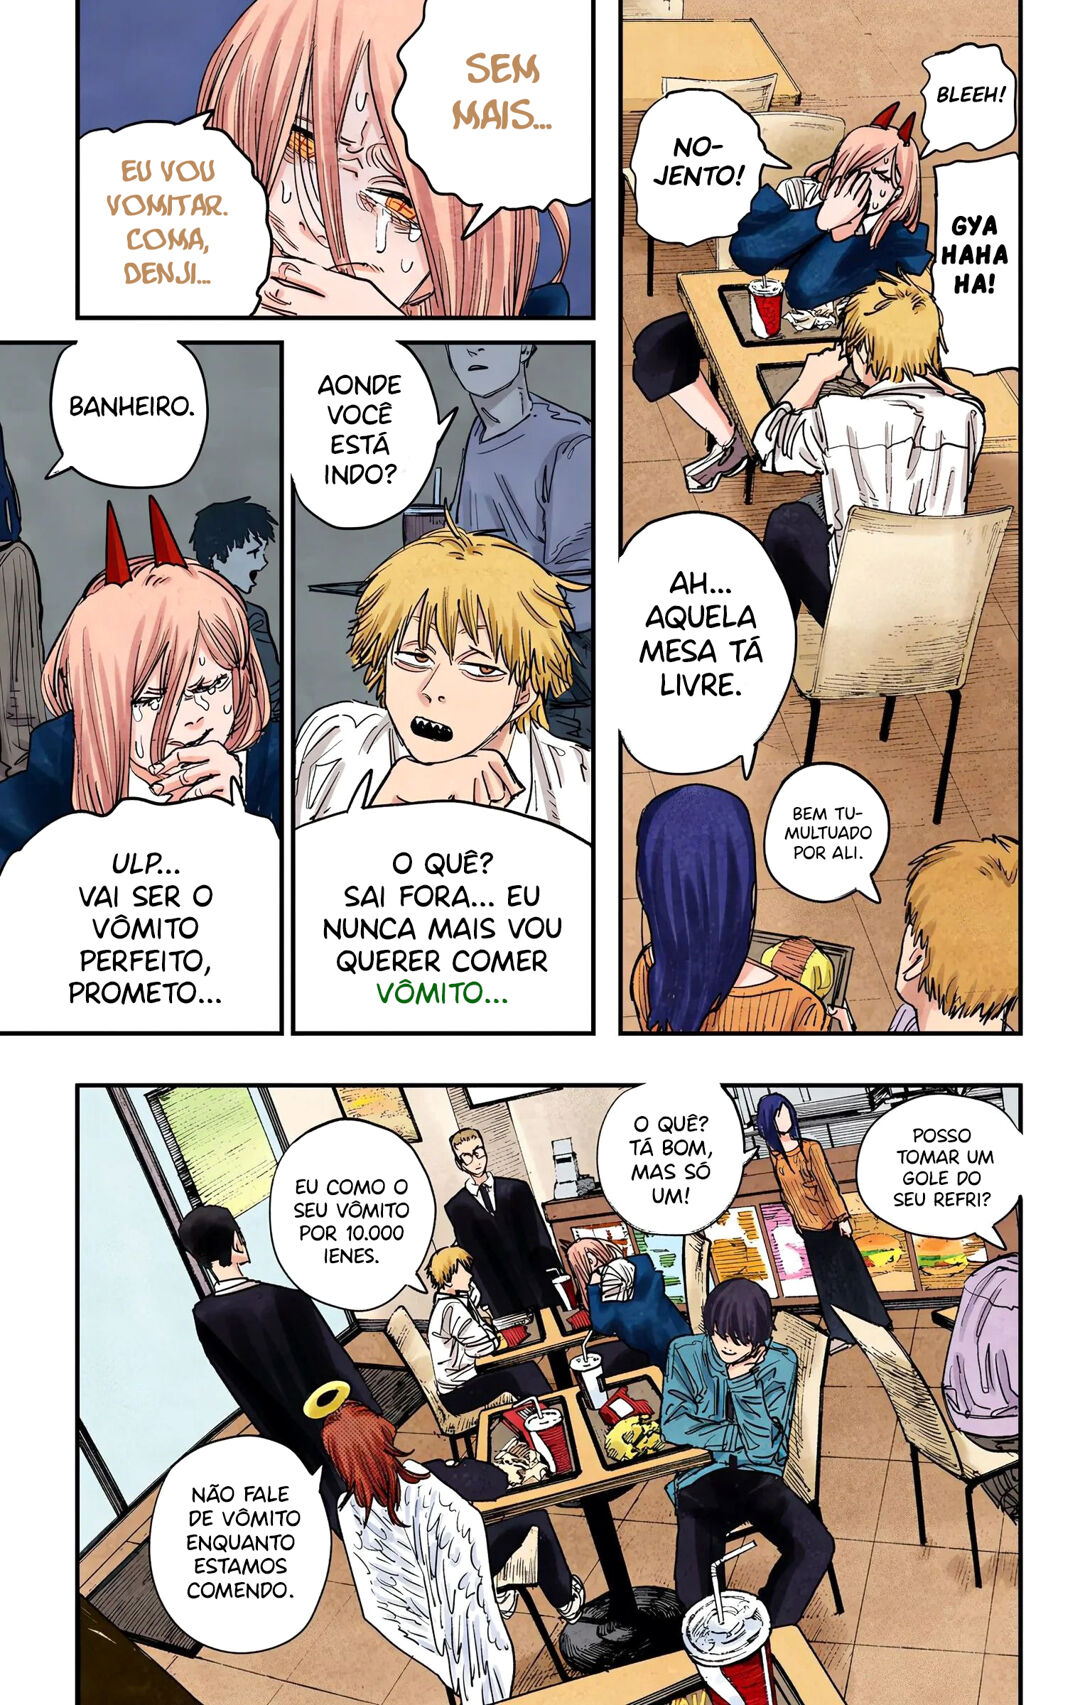 BLEEH!
NO-
JENTO!
GYA
HAHA
HA!
AH...
AQUELA
MESA TÁ
LIVRE.
BEM TU-
MULTUADO
POR ALI.
SEM
MAIS...
EU VOU
VOMITAR.
COMA,
DENJI...
AONDE
VOCÊ
ESTÁ
INDO?
O QUÊ?
SAI FORA... EU
NUNCA MAIS VOU
QUERER COMER
VÔMITO...
BANHEIRO.
ULP...
VAI SER O
VÔMITO
PERFEITO,
PROMETO...
POSSO
TOMAR UM
GOLE DO
SEU REFRI?
O QUÊ?
TÁ BOM,
MAS SÓ
UM!
EU COMO O
SEU VÔMITO
POR 10.000
IENES.
NÃO FALE
DE VÔMITO
ENQUANTO
ESTAMOS
COMENDO.